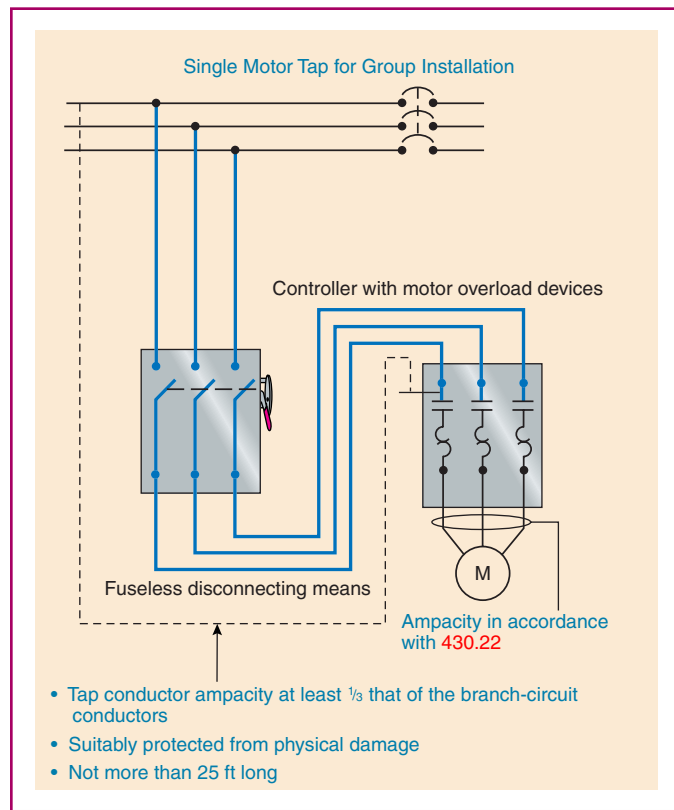 Single Motor Tap for Group Installation
Controller with motor overload devices
Fuseless disconnecting means
M
Ampacity in accordance
with 430.22
• Tap conductor ampacity at least 1/3 that of the branch-circuit
conductors
• Suitably protected from physical damage
• Not more than 25 ft long